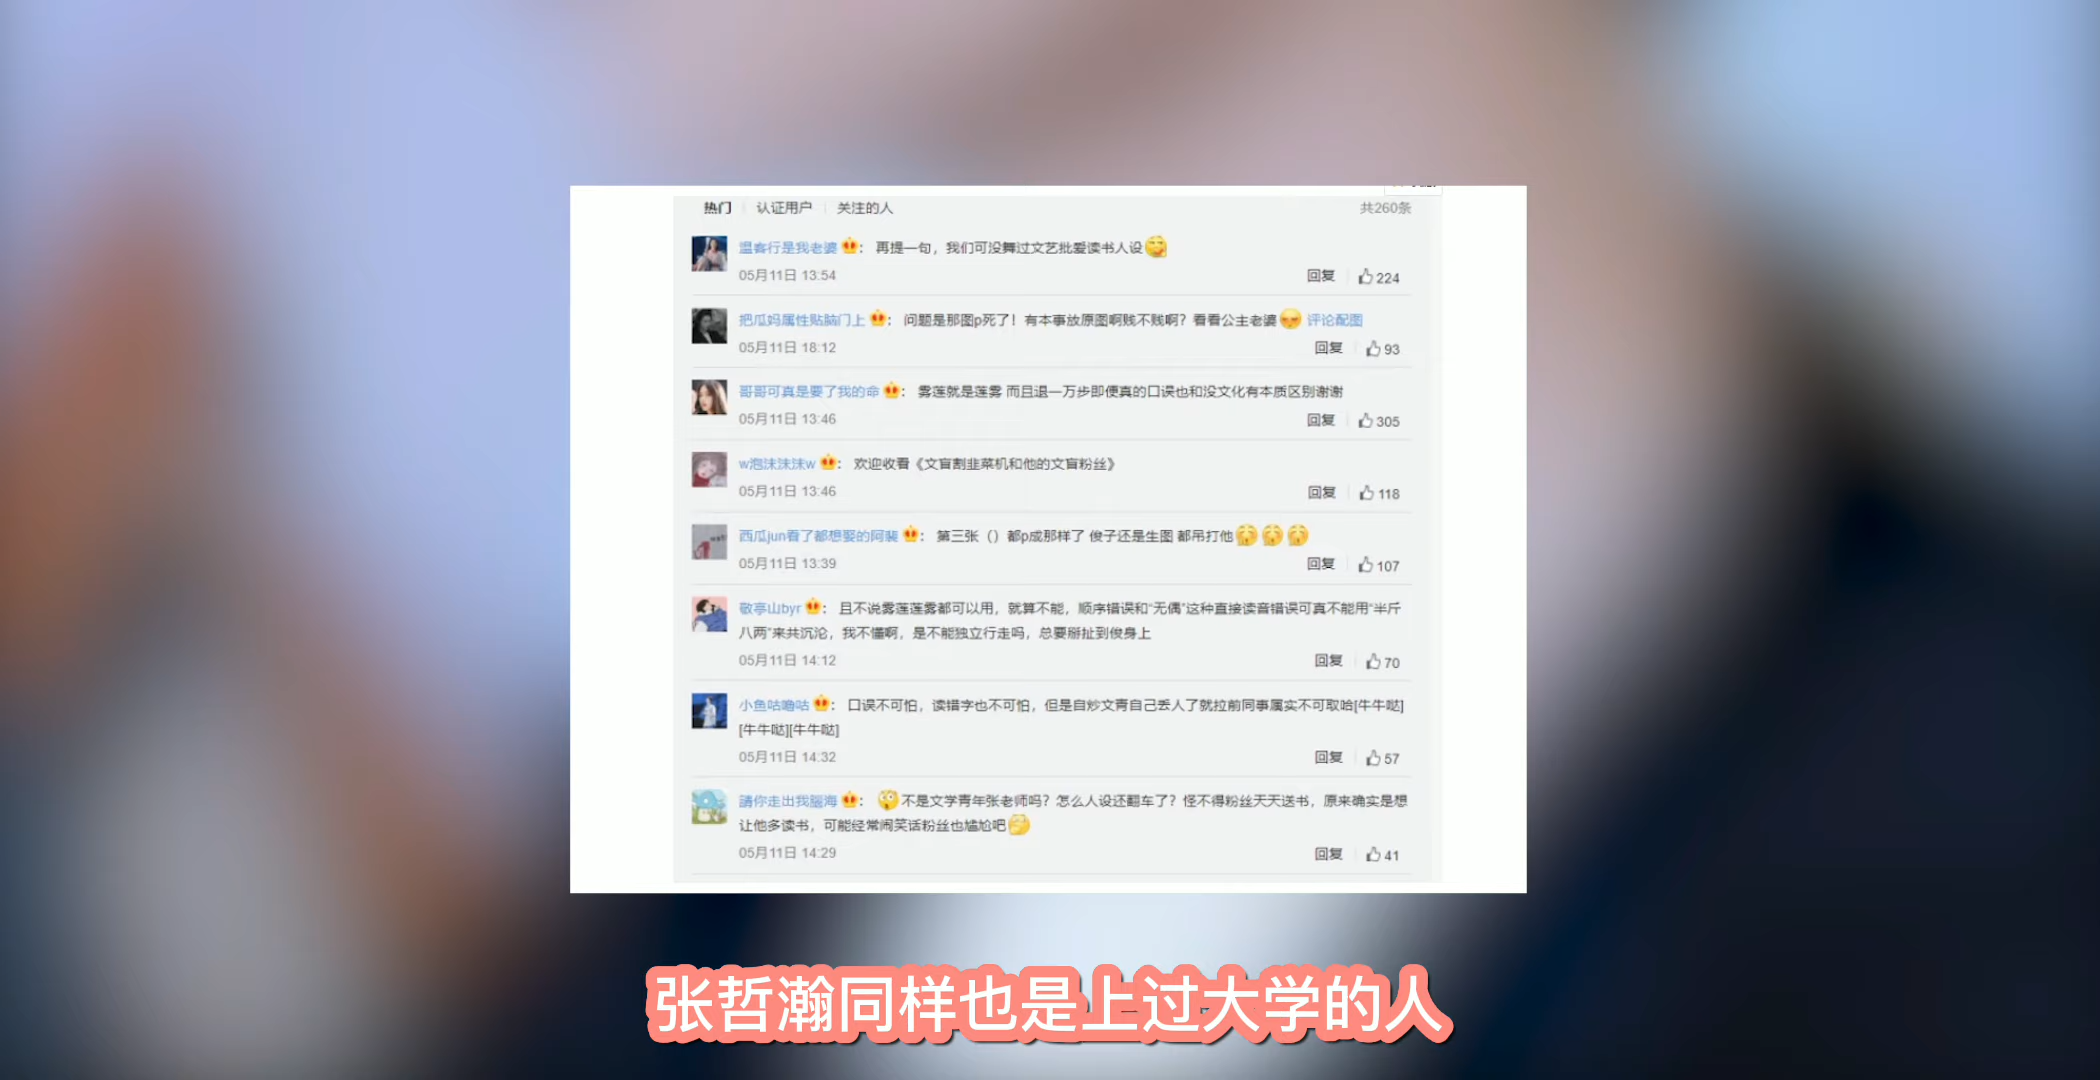 热门 认证用户 关注的人 共260条
温客行是我老婆： 再提一句，我们可没舞过文艺批爱读书人设
05月11日 13:54 回复 224
把瓜妈属性贴脑门上： 问题是那图p死了！有本事放原图啊贱不贱啊？看看公主老婆 评论配图
05月11日 18:12 回复 93
哥哥可真是要了我的命： 雾莲就是莲雾 而且退一万步即便真的口误也和没文化有本质区别谢谢
05月11日 13:46 回复 305
w泡沫沫沫w： 欢迎收看《文盲割韭菜机和他的文盲粉丝》
05月11日 13:46 回复 118
西瓜jun看了都想娶的阿裴： 第三张（）都p成那样了 俊子还是生图 都吊打他
05月11日 13:39 回复 107
敬亭山byr： 且不说雾莲莲雾都可以用，就算不能，顺序错误和“无偶”这种直接读音错误可真不能用“半斤
八两”来共沉沦，我不懂啊，是不能独立行走吗，总要掰扯到俊身上
05月11日 14:12 回复 70
小鱼咕噜咕： 口误不可怕，读错字也不可怕，但是自炒文青自己丢人了就拉前同事属实不可取哈[牛牛哒]
[牛牛哒][牛牛哒]
05月11日 14:32 回复 57
請你走出我腦海： 不是文学青年张老师吗？怎么人设还翻车了？怪不得粉丝天天送书，原来确实是想
让他多读书，可能经常闹笑话粉丝也尴尬吧
05月11日 14:29 回复 41
张哲瀚同样也是上过大学的人